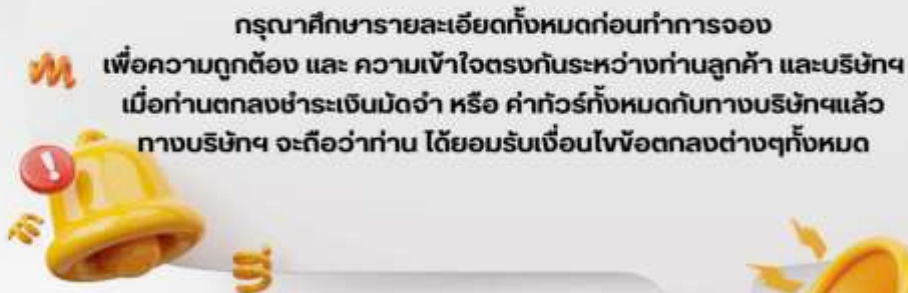 กรุณาศึกษารายละเอียดทั้งหมดก่อนทำการจอง
เพื่อความถูกต้อง และ ความเข้าใจตรงกันระหว่างท่านลูกค้า และบริษัทฯ
เมื่อท่านตกลงชำระเงินมัดจำ หรือ ค่าทัวร์ทั้งหมดกับทางบริษัทฯแล้ว
ทางบริษัทฯ จะถือว่าท่าน ได้ยอมรับเงื่อนไขข้อตกลงต่างๆทั้งหมด